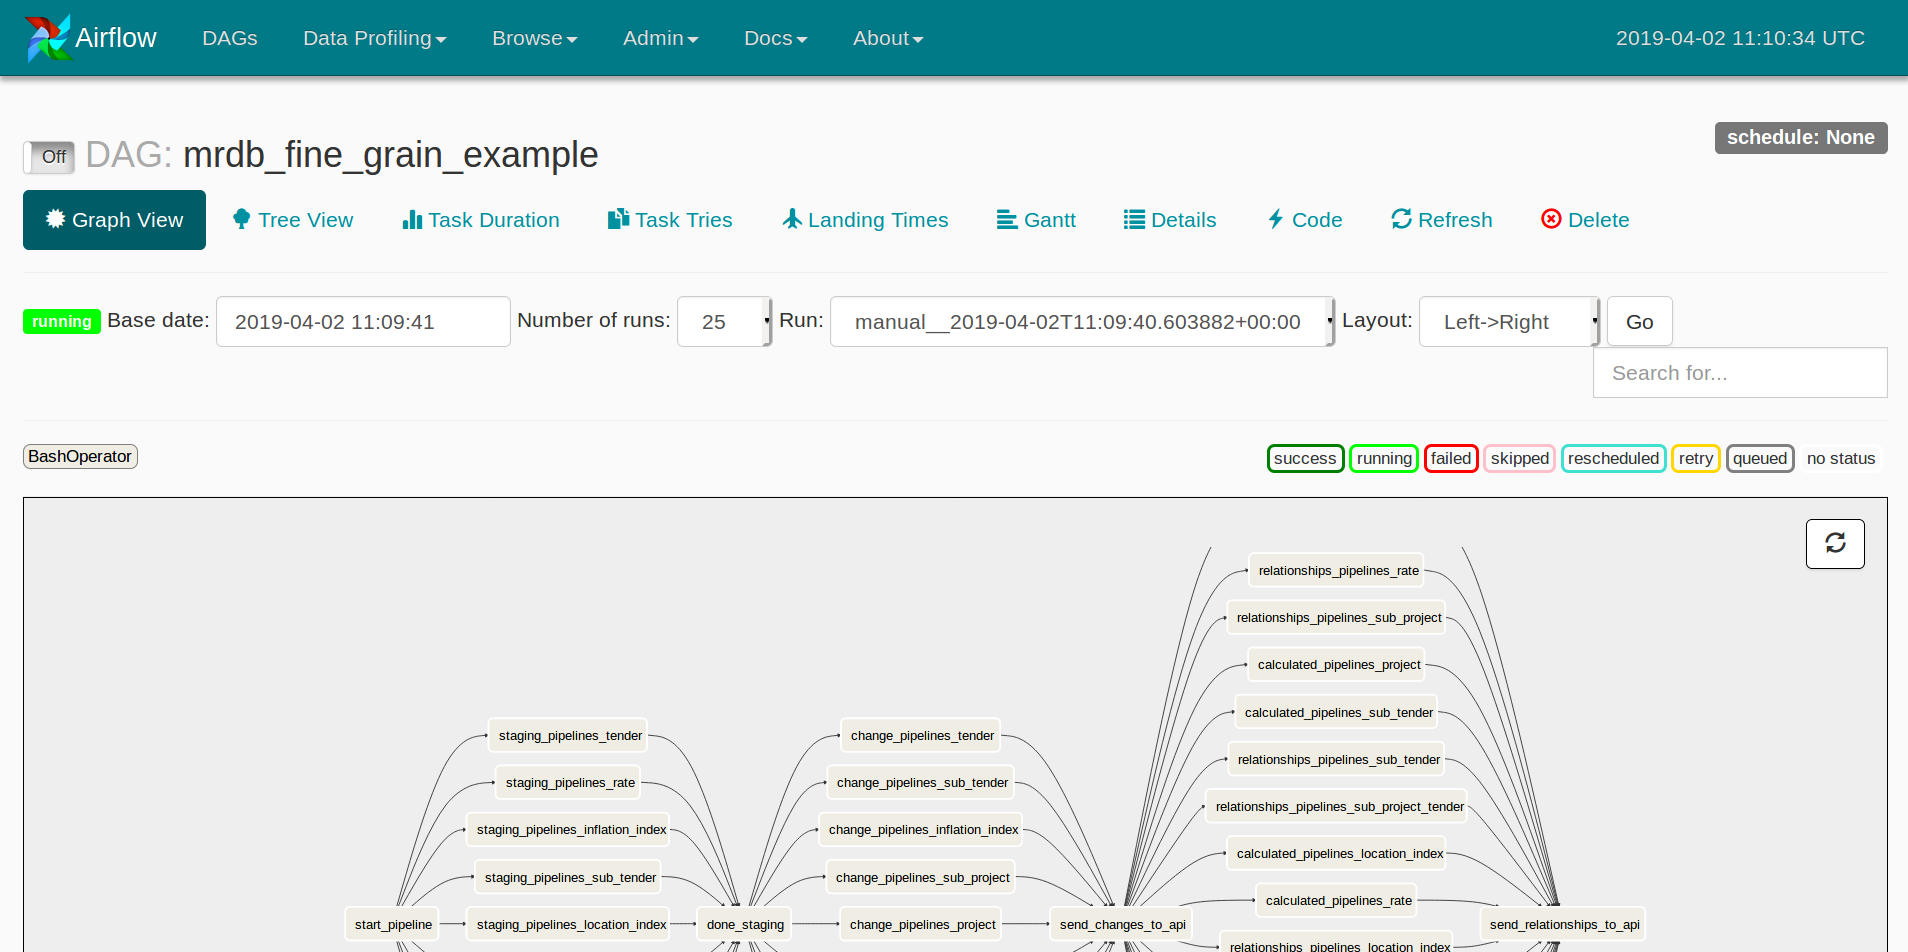 Airflow DAGs Data Profiling Browse Admin Docs About 2019-04-02 11:10:34 UTC
schedule: None
Off DAG: mrdb_fine_grain_example
Graph View Tree View Task Duration Task Tries Landing Times Gantt Details Code Refresh Delete
running Base date: 2019-04-02 11:09:41 Number of runs: 25 Run: manual__2019-04-02T11:09:40.603882+00:00 Layout: Left->Right Go
Search for...
BashOperator success running failed skipped rescheduled retry queued no status
relationships_pipelines_rate
relationships_pipelines_sub_project
calculated_pipelines_project
calculated_pipelines_sub_tender
staging_pipelines_tender change_pipelines_tender
relationships_pipelines_sub_tender
staging_pipelines_rate change_pipelines_sub_tender
relationships_pipelines_sub_project_tender
staging_pipelines_inflation_index change_pipelines_inflation_index
calculated_pipelines_location_index
staging_pipelines_sub_tender change_pipelines_sub_project
calculated_pipelines_rate
start_pipeline staging_pipelines_location_index done_staging change_pipelines_project send_changes_to_api send_relationships_to_api
relationships_pipelines_location_index